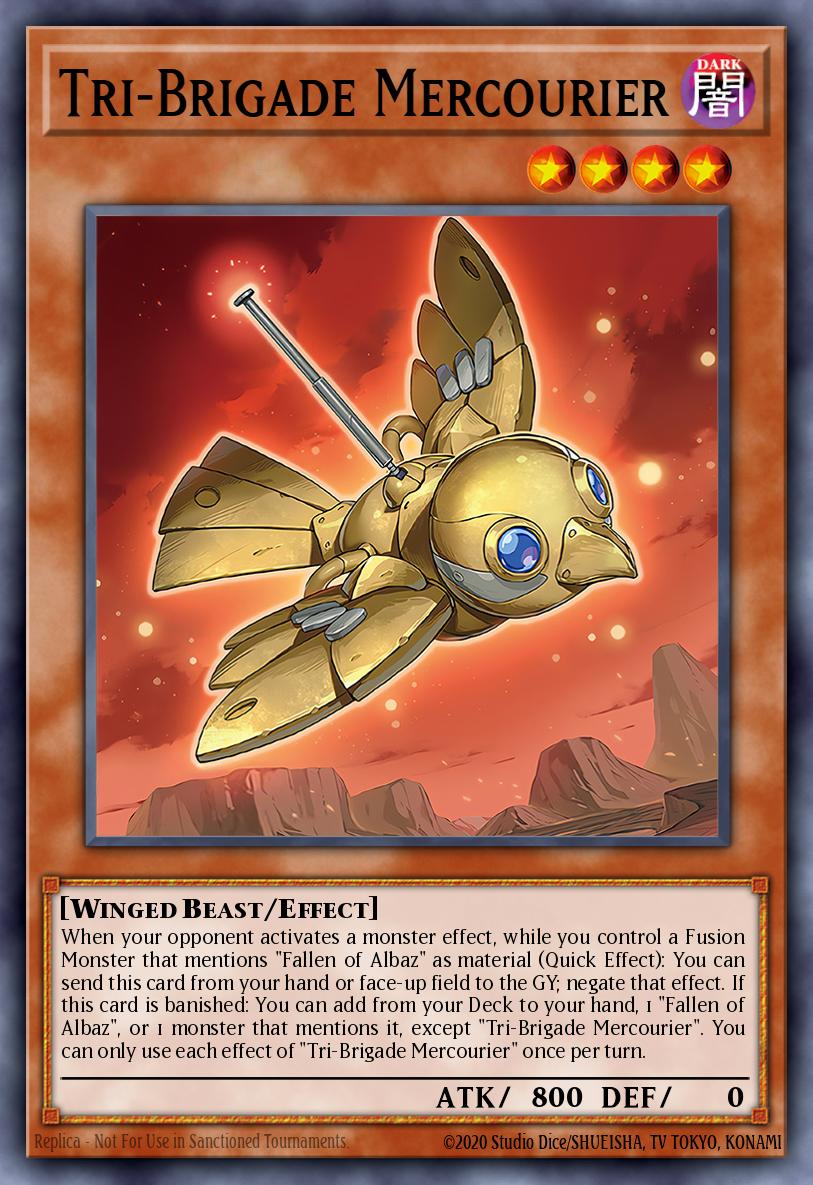 Tri-Brigade Mercourier
DARK
闇
[Winged Beast/Effect]
When your opponent activates a monster effect, while you control a Fusion
Monster that mentions "Fallen of Albaz" as material (Quick Effect): You can
send this card from your hand or face-up field to the GY; negate that effect. If
this card is banished: You can add from your Deck to your hand, 1 "Fallen of
Albaz", or 1 monster that mentions it, except "Tri-Brigade Mercourier". You
can only use each effect of "Tri-Brigade Mercourier" once per turn.
ATK/ 800 DEF/ 0
Replica - Not For Use in Sanctioned Tournaments.
©2020 Studio Dice/SHUEISHA, TV TOKYO, KONAMI